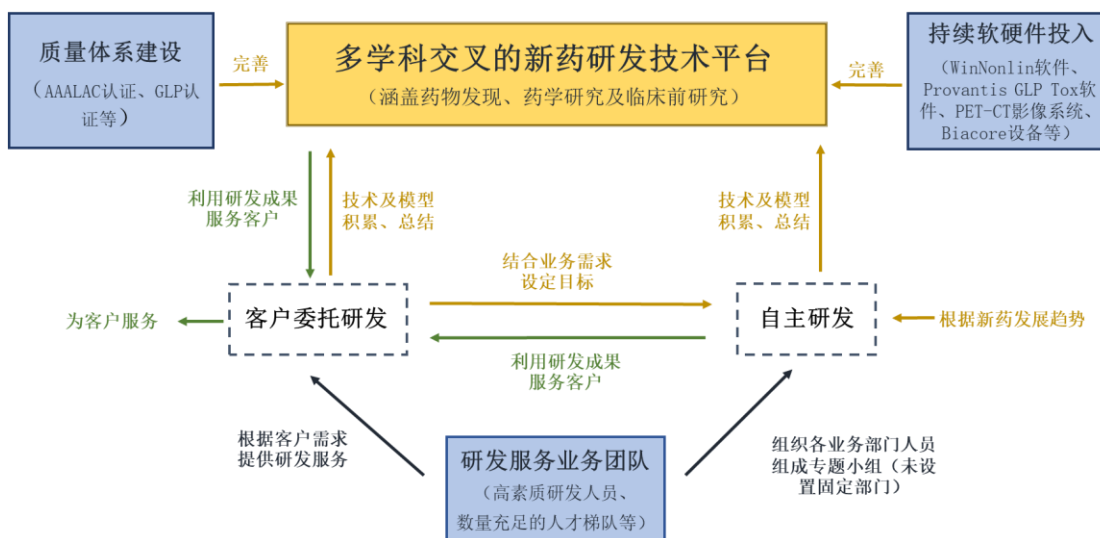 质量体系建设
（AAALAC认证、GLP认
证等）
完善
多学科交叉的新药研发技术平台
（涵盖药物发现、药学研究及临床前研究）
完善
持续软硬件投入
（WinNonlin软件、
Provantis GLP Tox软
件、PET-CT影像系统、
Biacore设备等）
利用研发成果
服务客户
技术及模型
积累、总结
技术及模型
积累、总结
结合业务需求
设定目标
为客户服务
客户委托研发
自主研发
根据新药发展趋势
利用研发成果
服务客户
根据客户需求
提供研发服务
研发服务业务团队
（高素质研发人员、
数量充足的人才梯队等）
组织各业务部门人员
组成专题小组（未设
置固定部门）